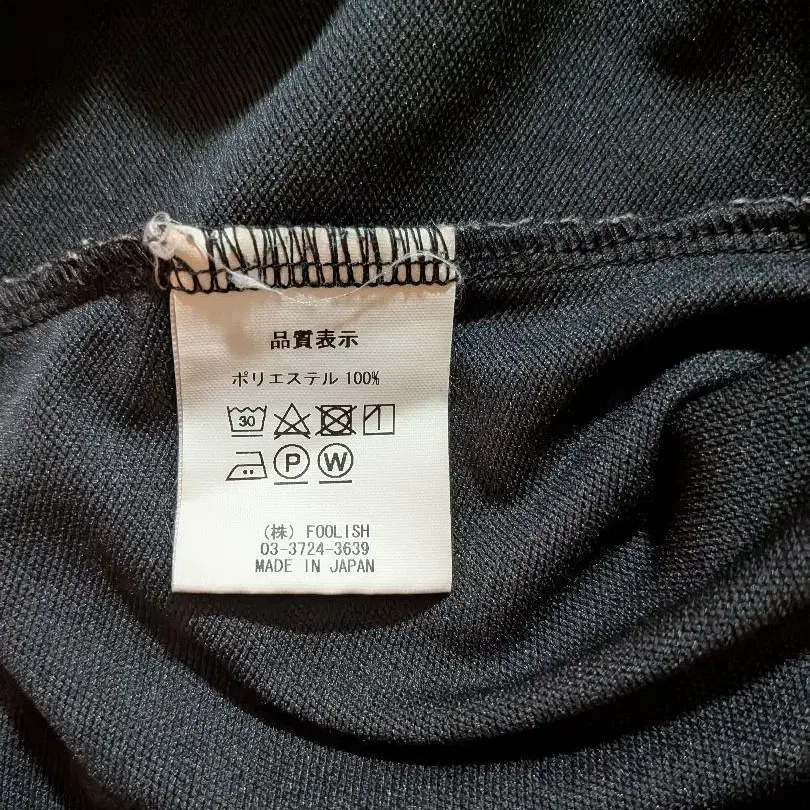 品質表示
ポリエステル 100%
30
P W
(株) FOOLISH
03-3724-3639
MADE IN JAPAN